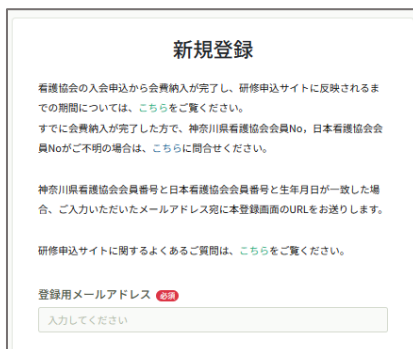 新規登録
看護協会の入会申込から会費納入が完了し、研修申込サイトに反映されるま
での期間については、こちらをご覧ください。
すでに会費納入が完了した方で、神奈川県看護協会会員No，日本看護協会会
員Noがご不明の場合は、こちらに問合せください。
神奈川県看護協会会員番号と日本看護協会会員番号と生年月日が一致した場
合、ご入力いただいたメールアドレス宛に本登録画面のURLをお送りします。
研修申込サイトに関するよくあるご質問は、こちらをご覧ください。
登録用メールアドレス 必須
入力してください